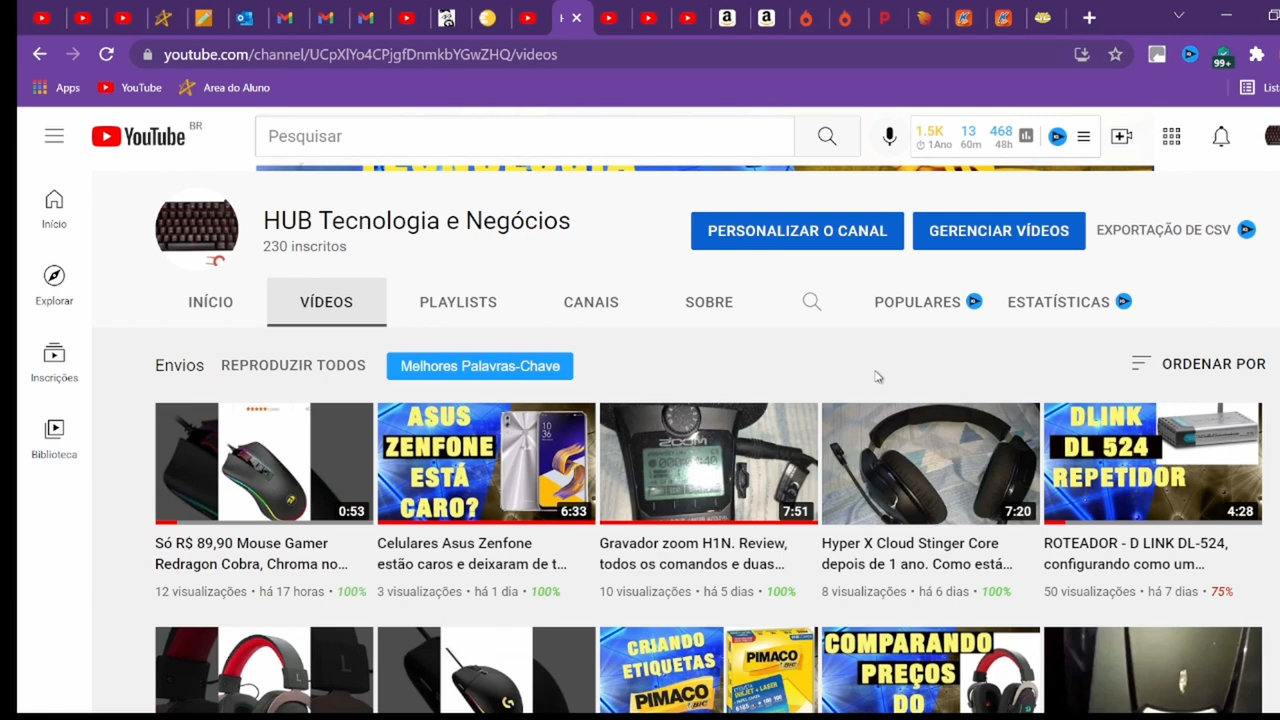 youtube.com/channel/UCpXlYo4CPjgfDnmkbYGwZHQ/videos
99+
Apps
YouTube
Area do Aluno
List
YouTube BR
Pesquisar
1.5K 13 468
1Ano 60m 48h
HUB Tecnologia e Negócios
230 inscritos
PERSONALIZAR O CANAL
GERENCIAR VÍDEOS
EXPORTAÇÃO DE CSV
Início
Explorar
Inscrições
Biblioteca
INÍCIO
VÍDEOS
PLAYLISTS
CANAIS
SOBRE
POPULARES
ESTATÍSTICAS
Envios
REPRODUZIR TODOS
Melhores Palavras-Chave
ORDENAR POR
0:53
Só R$ 89,90 Mouse Gamer
Redragon Cobra, Chroma no...
12 visualizações • há 17 horas • 100%
ASUS
ZENFONE
ESTÁ
CARO?
6:33
Celulares Asus Zenfone
estão caros e deixaram de t...
3 visualizações • há 1 dia • 100%
ZOOM
7:51
Gravador zoom H1N. Review,
todos os comandos e duas...
10 visualizações • há 5 dias • 100%
7:20
Hyper X Cloud Stinger Core
depois de 1 ano. Como está...
8 visualizações • há 6 dias • 100%
DLINK
DL 524
REPETIDOR
4:28
ROTEADOR - D LINK DL-524,
configurando como um...
50 visualizações • há 7 dias • 75%
L
CRIANDO
ETIQUETAS
PIMACO
PIMACO
BIC
INKJET + LASER
COMPARANDO
PREÇOS
DO